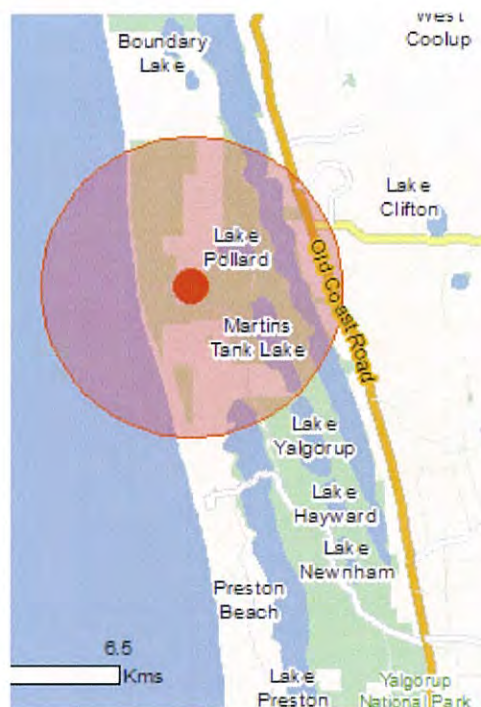 West
Coolup
Boundary
Lake
Lake
Clifton
Lake
Pollard
Old Coast Road
Martins
Tank Lake
Lake
Yalgorup
Lake
Hayward
Lake
Newnham
Preston
Beach
6.5
Kms
Lake
Preston
Yalgorup
National Park